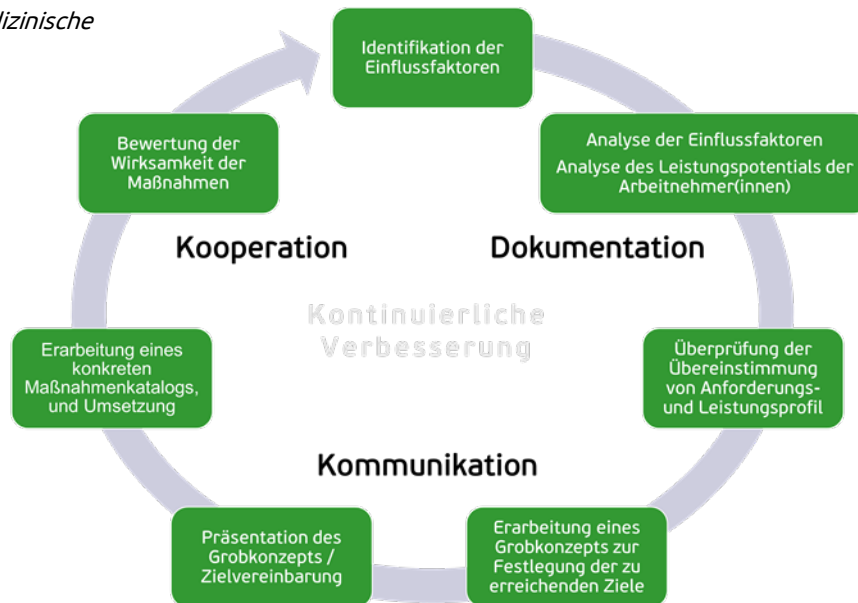 Identifikation der
Einflussfaktoren
Analyse der Einflussfaktoren
Analyse des Leistungspotentials der
Arbeitnehmer(innen)
Bewertung der
Wirksamkeit der
Maßnahmen
Kooperation
Dokumentation
Kontinuierliche
Verbesserung
Erarbeitung eines
konkreten
Maßnahmenkatalogs,
und Umsetzung
Überprüfung der
Übereinstimmung
von Anforderungs-
und Leistungsprofil
Kommunikation
Präsentation des
Grobkonzepts /
Zielvereinbarung
Erarbeitung eines
Grobkonzepts zur
Festlegung der zu
erreichenden Ziele